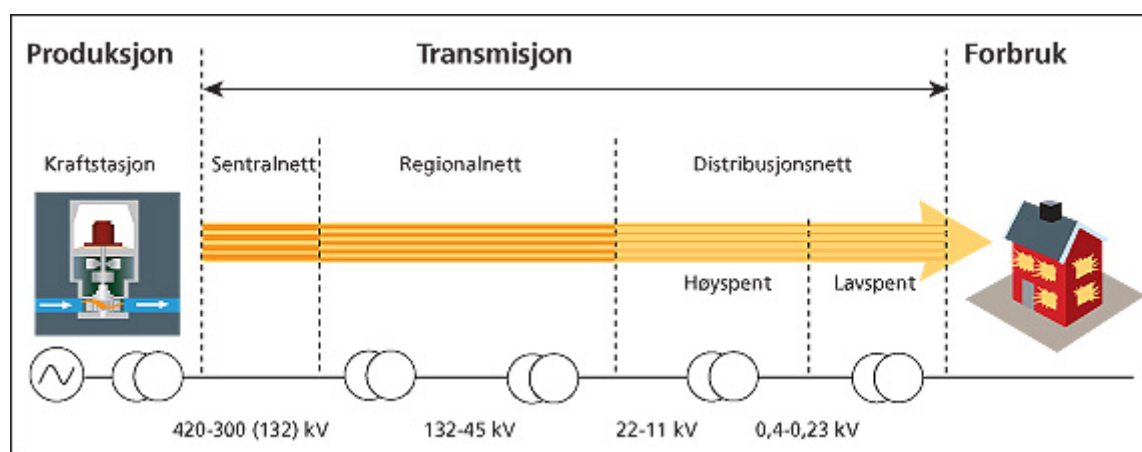 Produksjon
Transmisjon
Forbruk
Kraftstasjon
Sentralnett
Regionalnett
Distribusjonsnett
Høyspent
Lavspent
420-300 (132) kV
132-45 kV
22-11 kV
0,4-0,23 kV